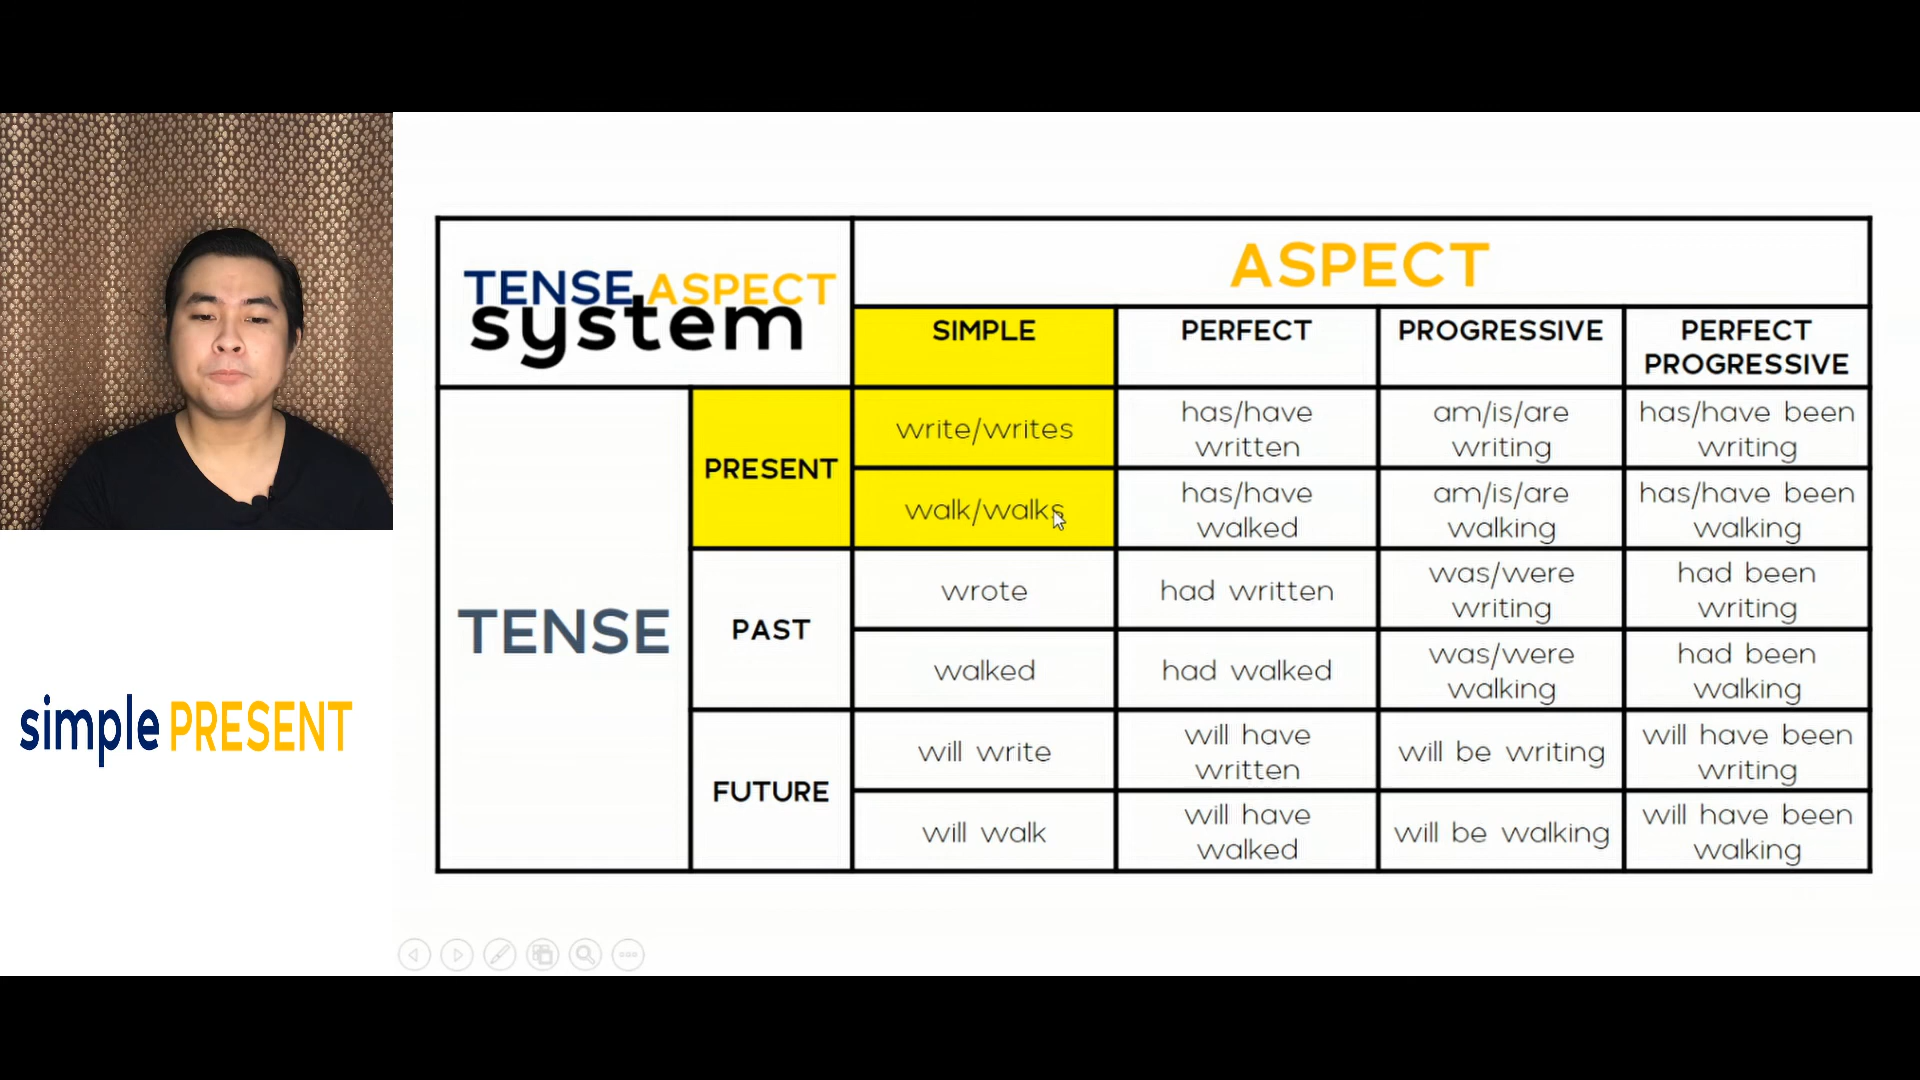 TENSE ASPECT
system
ASPECT
SIMPLE
PERFECT
PROGRESSIVE
PERFECT
PROGRESSIVE
TENSE
PRESENT
write/writes
has/have
written
am/is/are
writing
has/have been
writing
walk/walks
has/have
walked
am/is/are
walking
has/have been
walking
PAST
wrote
had written
was/were
writing
had been
writing
walked
had walked
was/were
walking
had been
walking
FUTURE
will write
will have
written
will be writing
will have been
writing
will walk
will have
walked
will be walking
will have been
walking
simple PRESENT